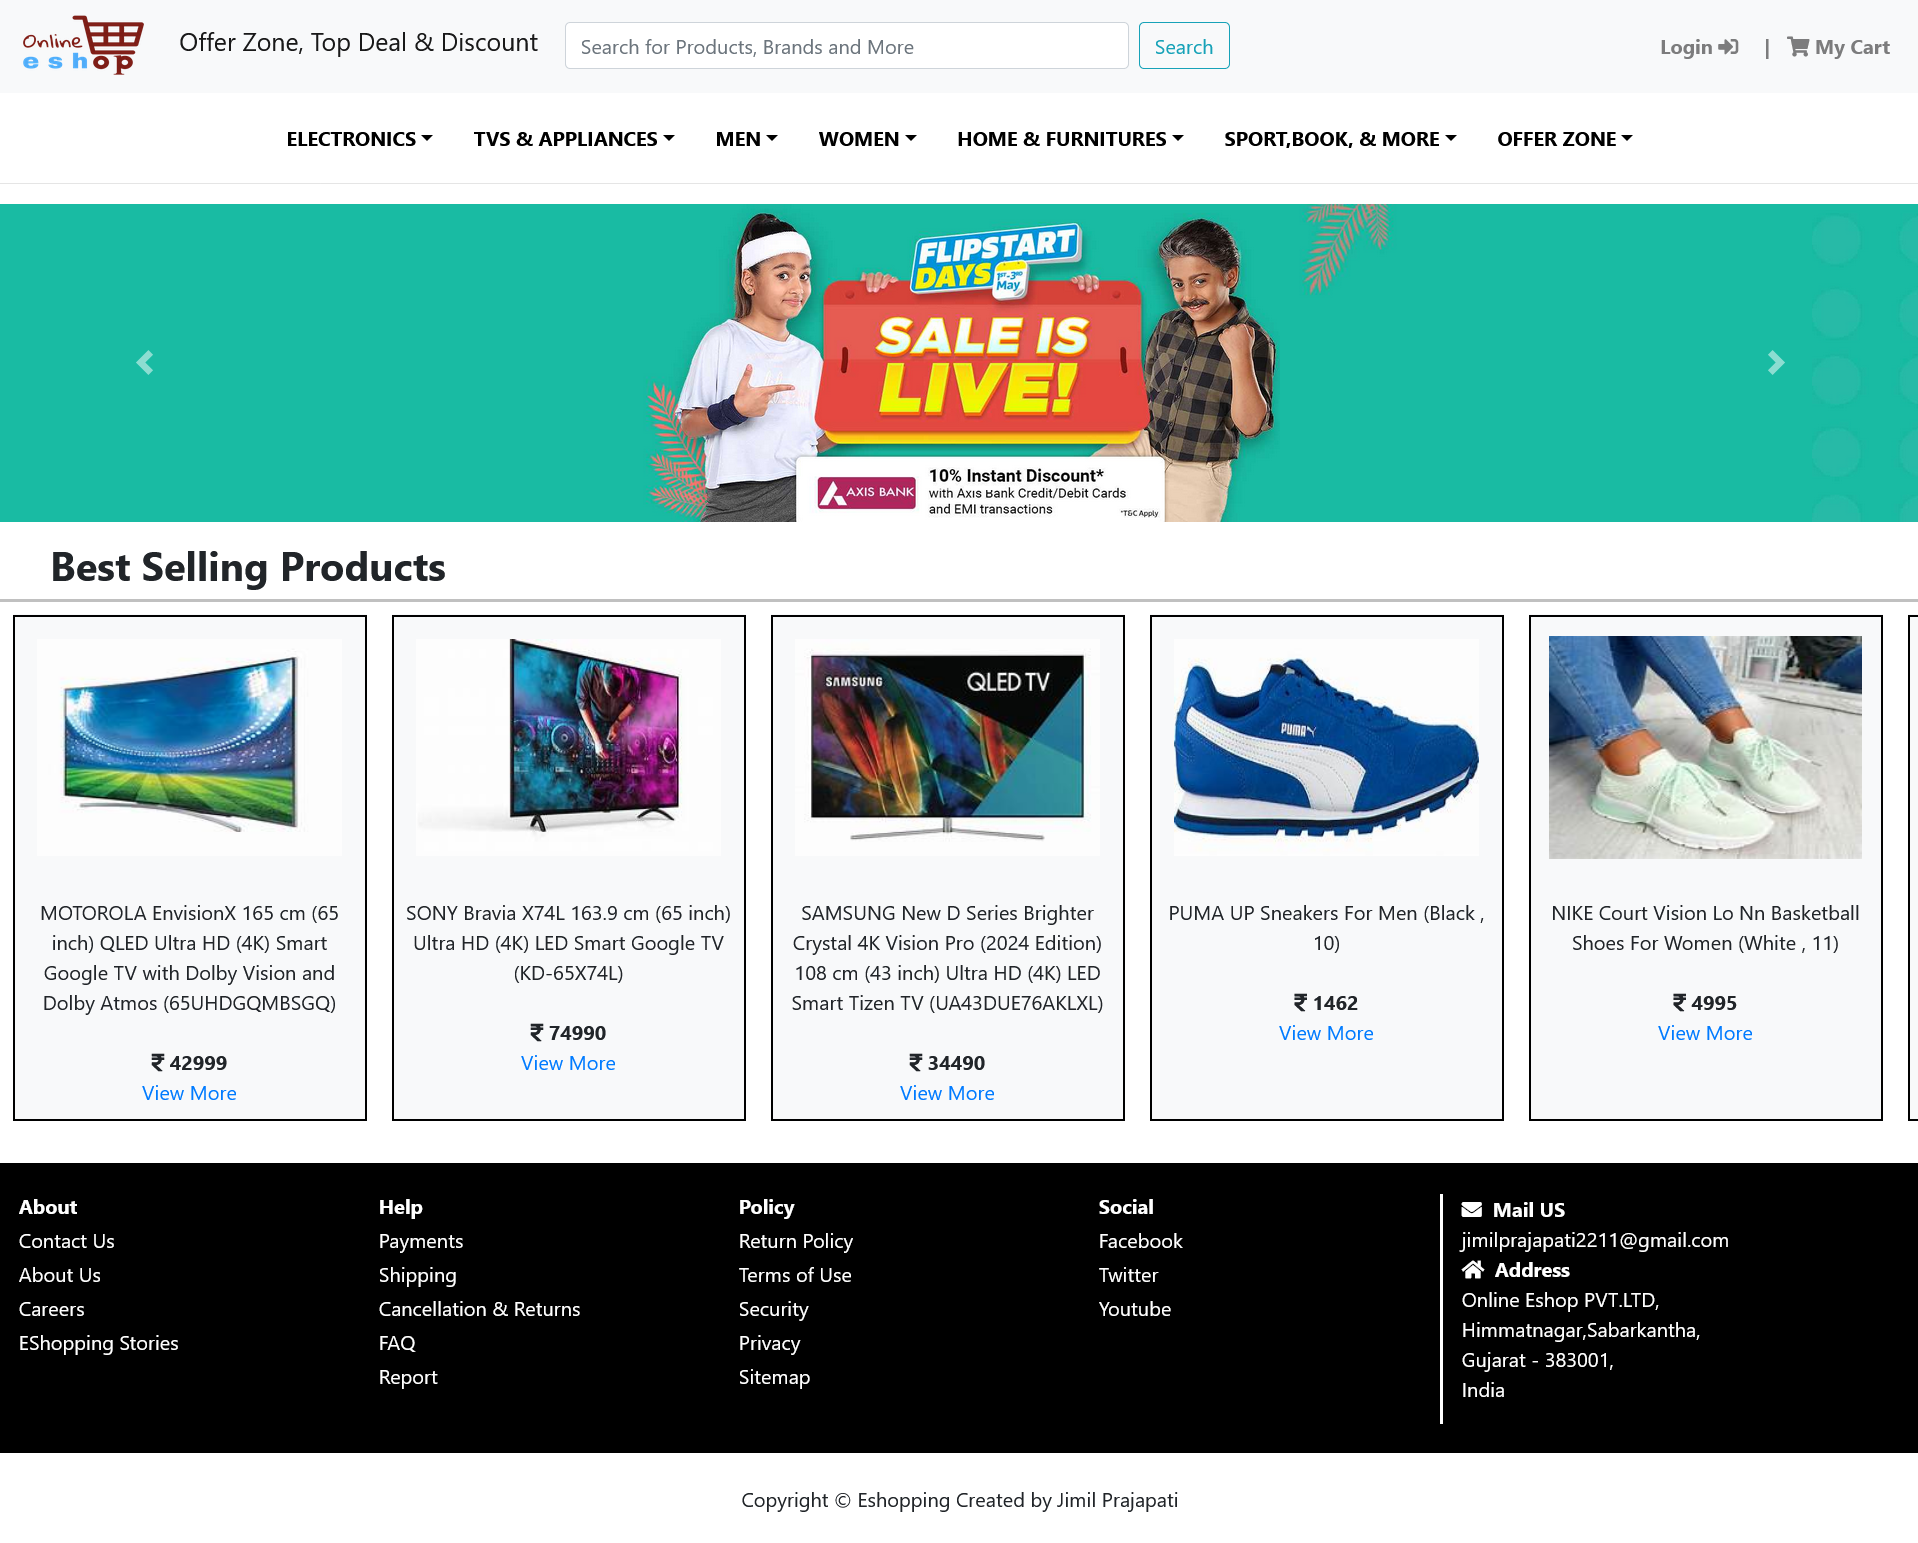 Online
eshop
Offer Zone, Top Deal & Discount
Search for Products, Brands and More
Search
Login
|
My Cart
ELECTRONICS
TVS & APPLIANCES
MEN
WOMEN
HOME & FURNITURES
SPORT,BOOK, & MORE
OFFER ZONE
FLIPSTART
DAYS
1ST-3RD
May
SALE IS
LIVE!
AXIS BANK
10% Instant Discount*
with Axis Bank Credit/Debit Cards
and EMI transactions
*T&C Apply
Best Selling Products
MOTOROLA EnvisionX 165 cm (65
inch) QLED Ultra HD (4K) Smart
Google TV with Dolby Vision and
Dolby Atmos (65UHDGQMBSGQ)
₹ 42999
View More
SONY Bravia X74L 163.9 cm (65 inch)
Ultra HD (4K) LED Smart Google TV
(KD-65X74L)
₹ 74990
View More
SAMSUNG
QLED TV
SAMSUNG New D Series Brighter
Crystal 4K Vision Pro (2024 Edition)
108 cm (43 inch) Ultra HD (4K) LED
Smart Tizen TV (UA43DUE76AKLXL)
₹ 34490
View More
PUMA
PUMA UP Sneakers For Men (Black ,
10)
₹ 1462
View More
NIKE Court Vision Lo Nn Basketball
Shoes For Women (White , 11)
₹ 4995
View More
About
Contact Us
About Us
Careers
EShopping Stories
Help
Payments
Shipping
Cancellation & Returns
FAQ
Report
Policy
Return Policy
Terms of Use
Security
Privacy
Sitemap
Social
Facebook
Twitter
Youtube
Mail US
jimilprajapati2211@gmail.com
Address
Online Eshop PVT.LTD,
Himmatnagar,Sabarkantha,
Gujarat - 383001,
India
Copyright © Eshopping Created by Jimil Prajapati